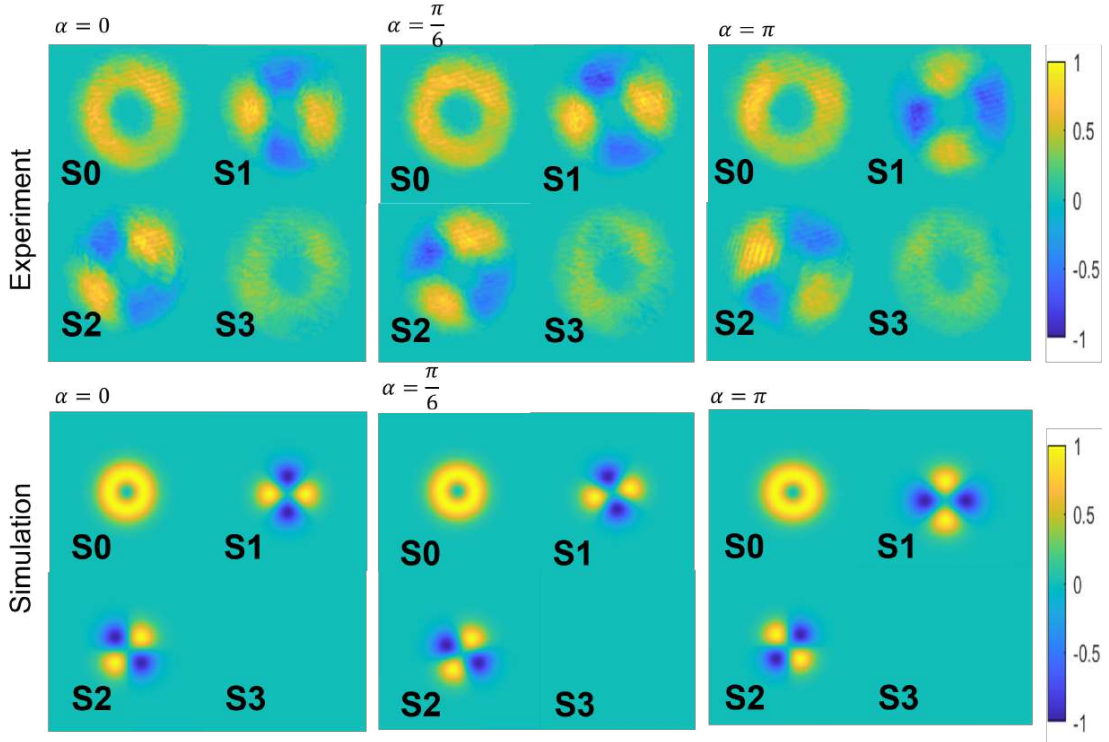 α = 0
α = π/6
α = π
Experiment
S0
S1
S0
S1
S0
S1
S2
S3
S2
S3
S2
S3
1
0.5
0
-0.5
-1
α = 0
α = π/6
α = π
Simulation
S0
S1
S0
S1
S0
S1
S2
S3
S2
S3
S2
S3
1
0.5
0
-0.5
-1